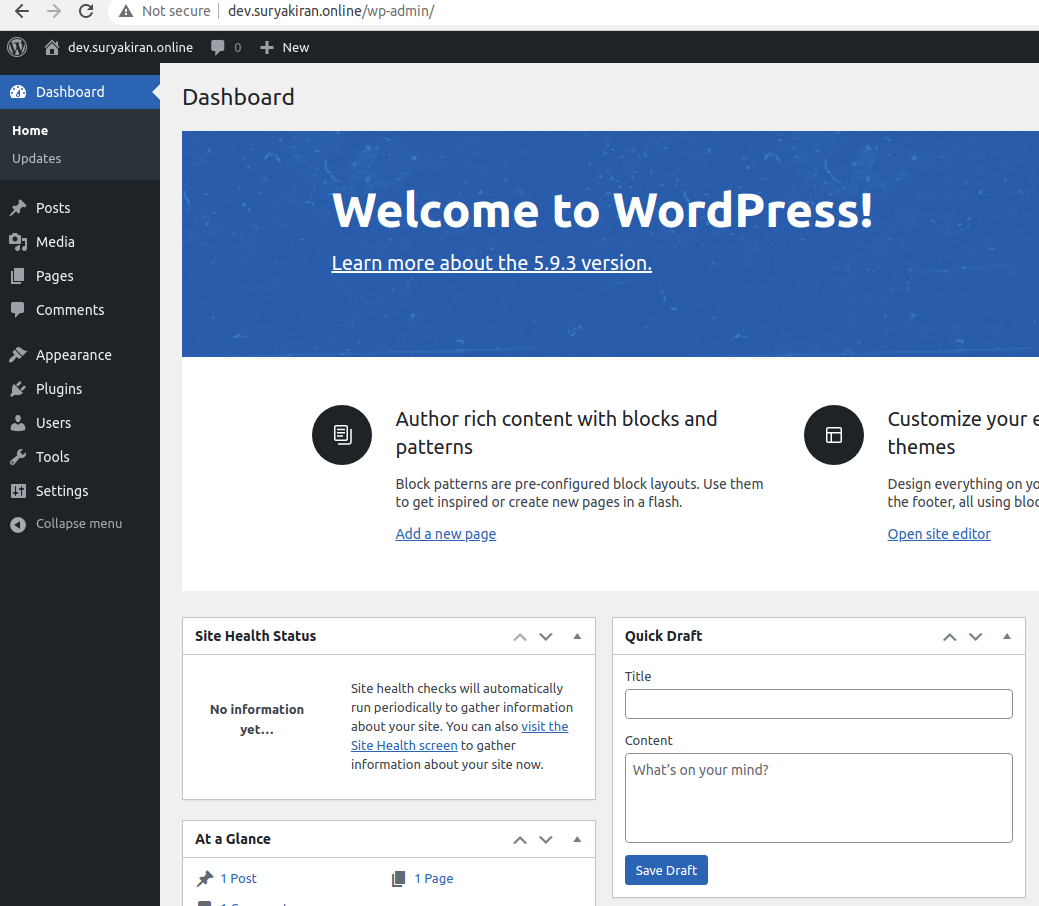 Not secure
dev.suryakiran.online/wp-admin/
dev.suryakiran.online
0
New
Dashboard
Home
Updates
Posts
Media
Pages
Comments
Appearance
Plugins
Users
Tools
Settings
Collapse menu
Dashboard
Welcome to WordPress!
Learn more about the 5.9.3 version.
Author rich content with blocks and
patterns
Block patterns are pre-configured block layouts. Use them
to get inspired or create new pages in a flash.
Add a new page
Customize your e
themes
Design everything on yo
the footer, all using bloc
Open site editor
Site Health Status
No information
yet...
Site health checks will automatically
run periodically to gather information
about your site. You can also visit the
Site Health screen to gather
information about your site now.
At a Glance
1 Post
1 Page
Quick Draft
Title
Content
What's on your mind?
Save Draft